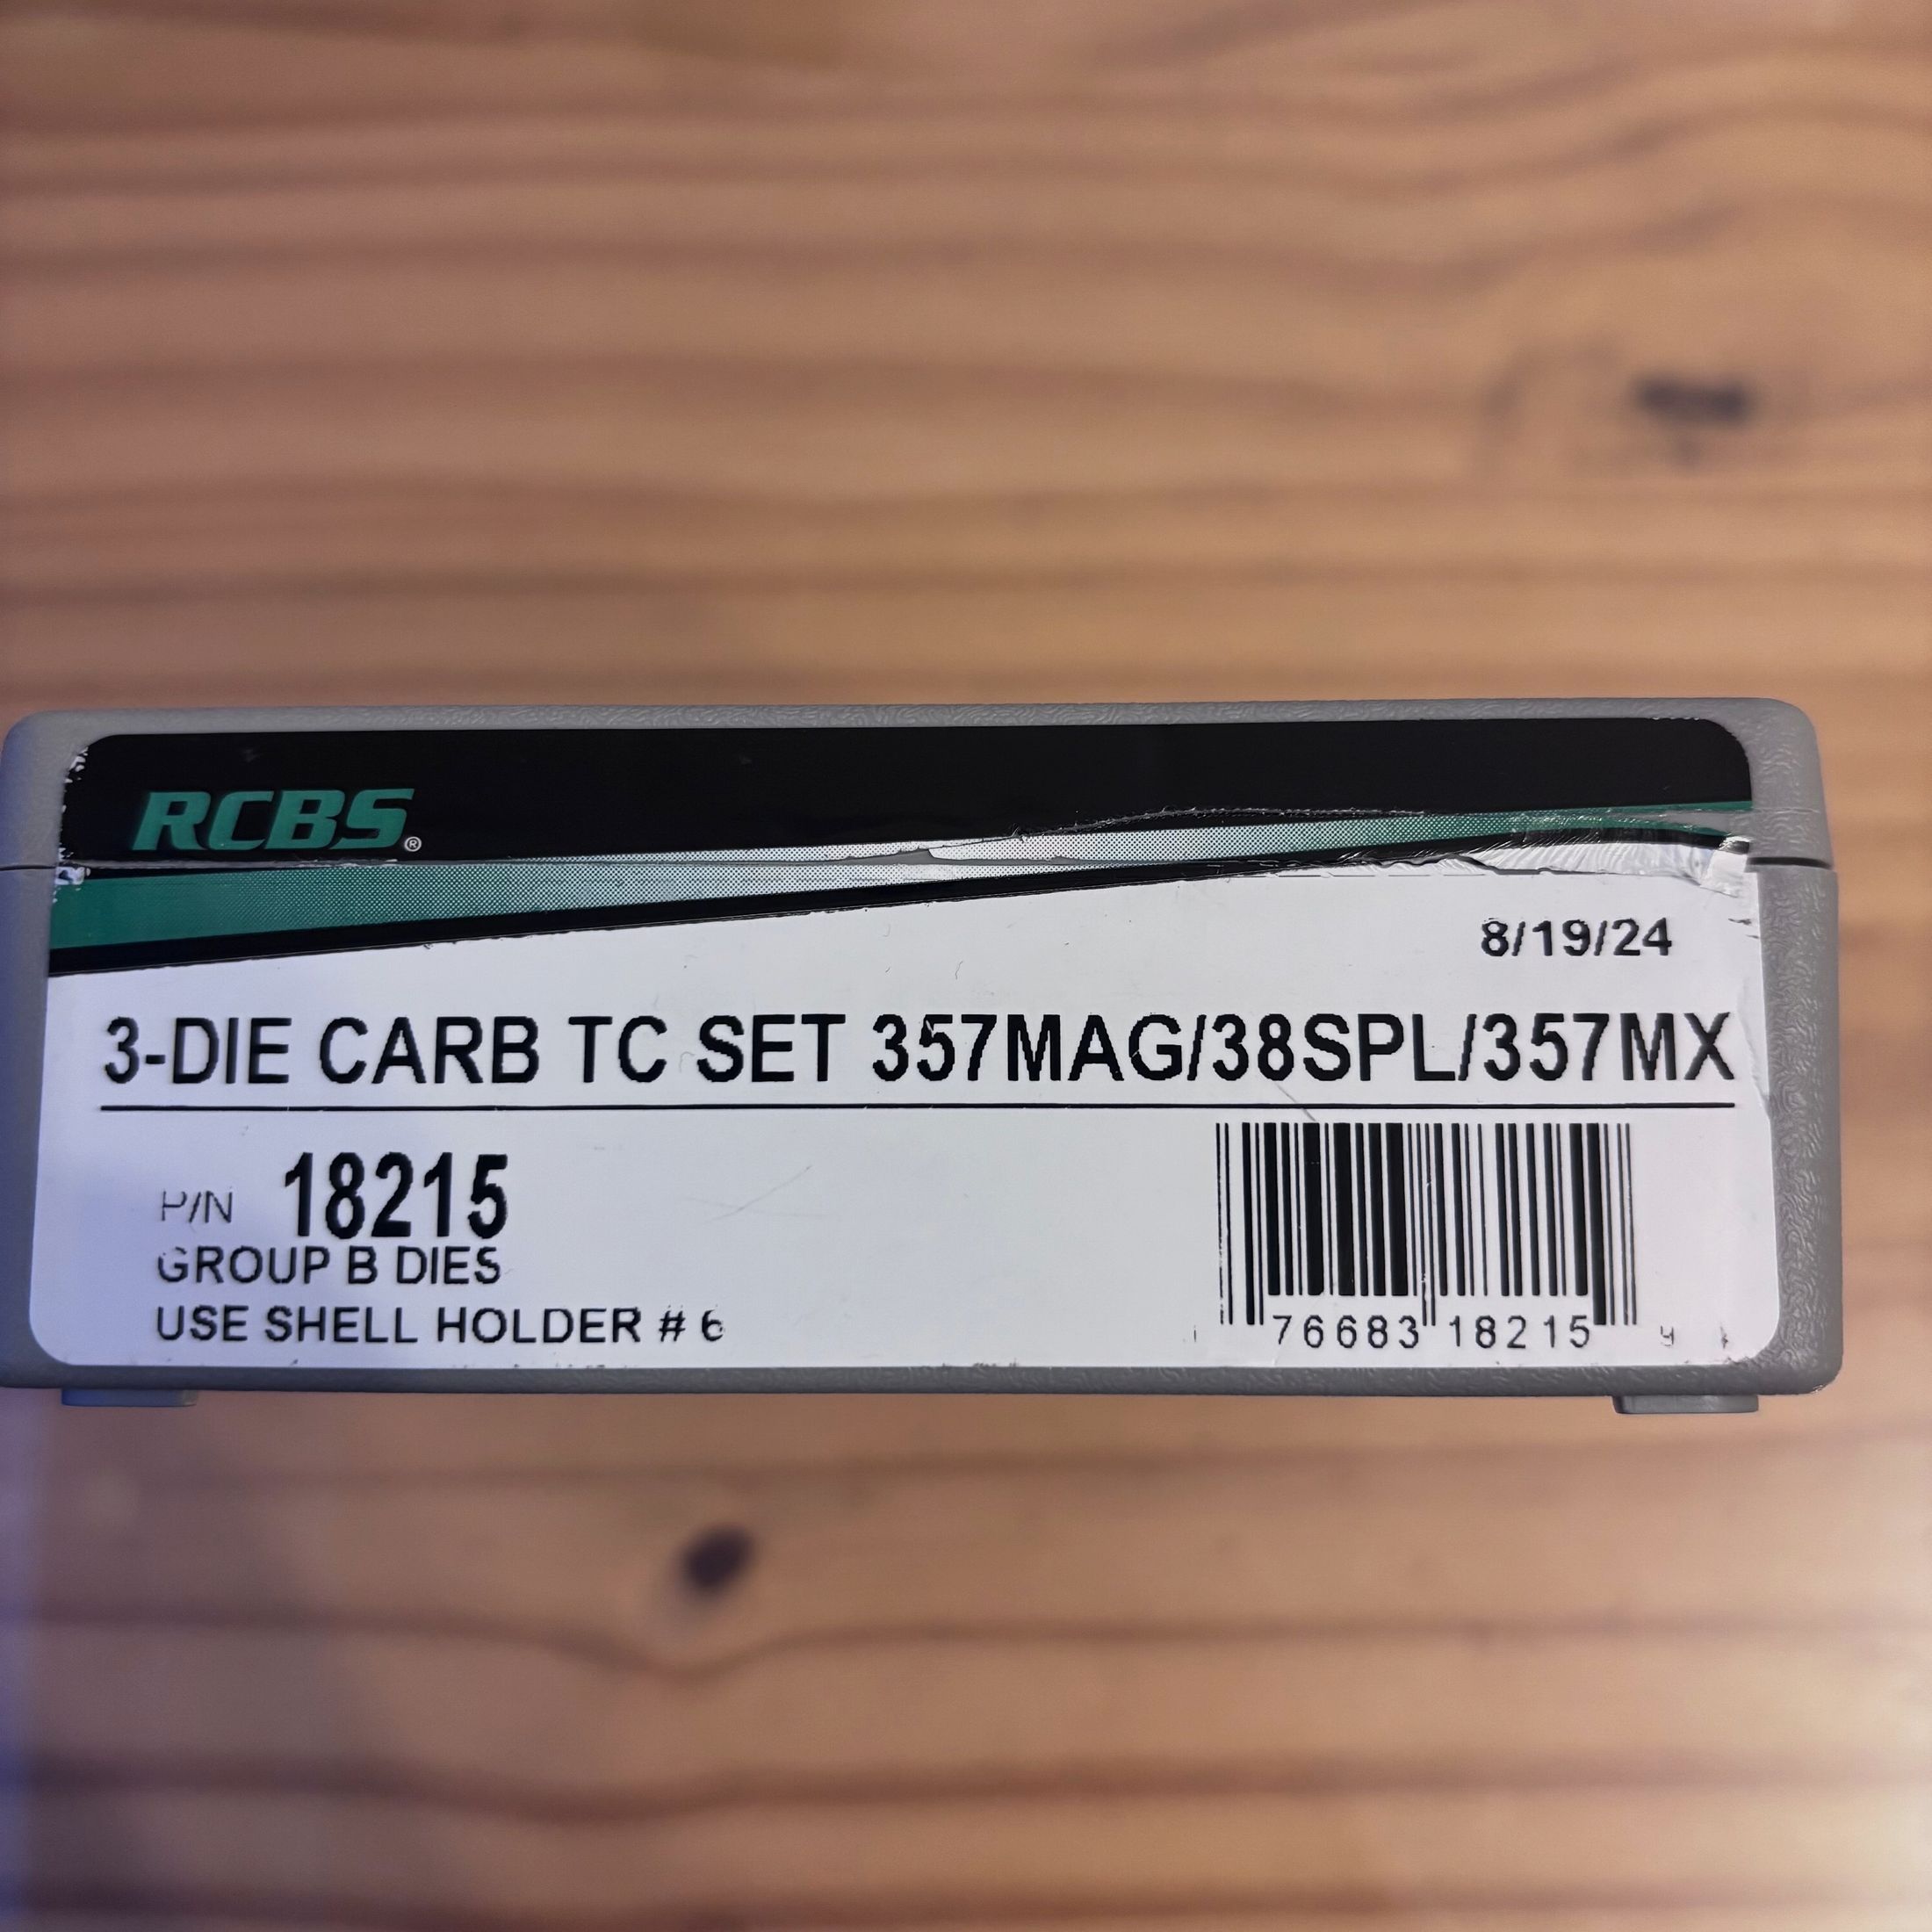 RCBS®
8/19/24
3-DIE CARB TC SET 357MAG/38SPL/357MX
P/N 18215
GROUP B DIES
USE SHELL HOLDER # 6
76683 18215